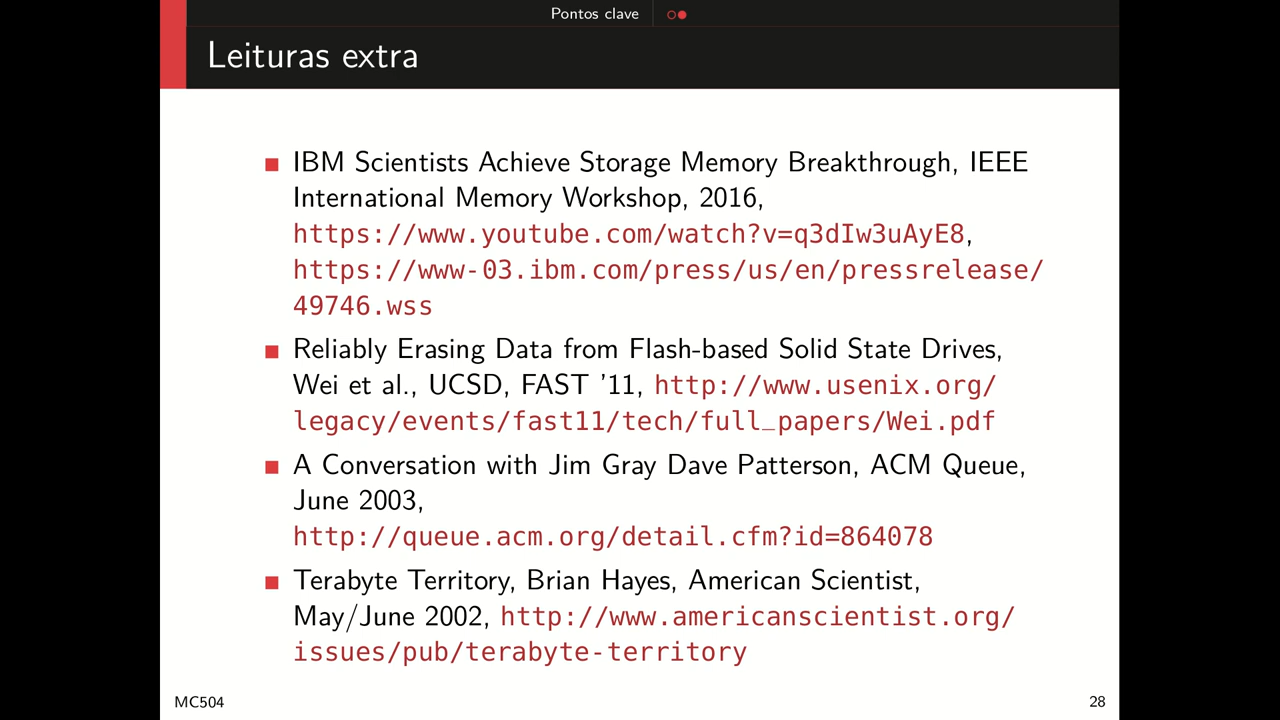 Pontos clave
Leituras extra
IBM Scientists Achieve Storage Memory Breakthrough, IEEE
International Memory Workshop, 2016,
https://www.youtube.com/watch?v=q3dIw3uAyE8,
https://www-03.ibm.com/press/us/en/pressrelease/
49746.wss
Reliably Erasing Data from Flash-based Solid State Drives,
Wei et al., UCSD, FAST ’11, http://www.usenix.org/
legacy/events/fast11/tech/full_papers/Wei.pdf
A Conversation with Jim Gray Dave Patterson, ACM Queue,
June 2003,
http://queue.acm.org/detail.cfm?id=864078
Terabyte Territory, Brian Hayes, American Scientist,
May/June 2002, http://www.americanscientist.org/
issues/pub/terabyte-territory
MC504 28